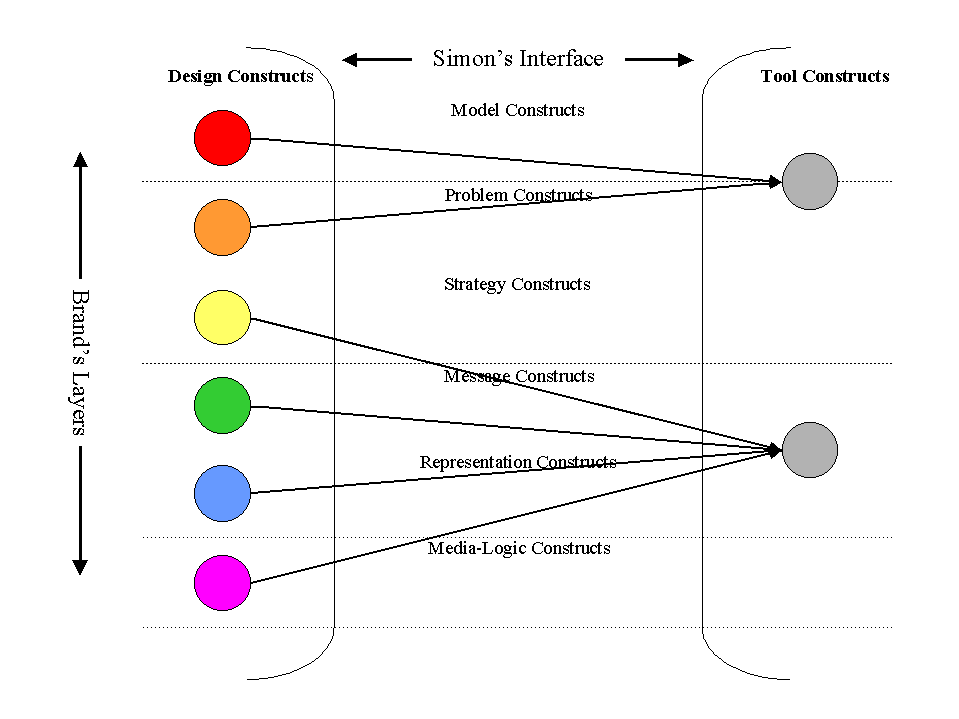 Simon's Interface
Design Constructs
Tool Constructs
Model Constructs
Problem Constructs
Strategy Constructs
Brand's Layers
Message Constructs
Representation Constructs
Media-Logic Constructs